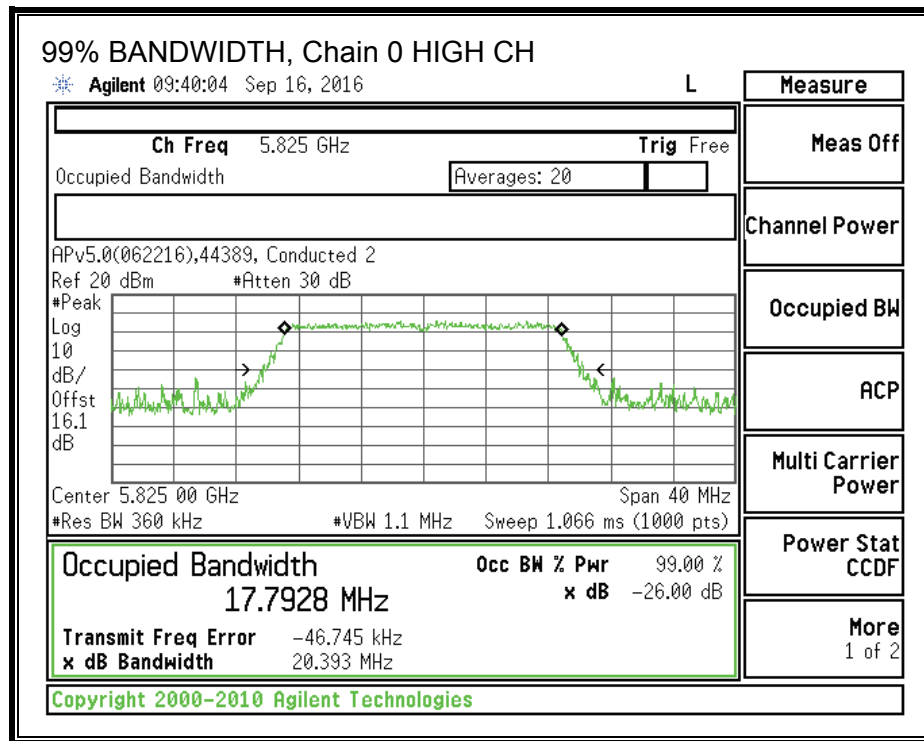 99% BANDWIDTH, Chain 0 HIGH CH
Agilent 09:40:04 Sep 16, 2016 L
Measure
Ch Freq 5.825 GHz Trig Free
Meas Off
Occupied Bandwidth Averages: 20
Channel Power
APv5.0(062216),44389, Conducted 2
Ref 20 dBm #Atten 30 dB
#Peak
Log
10
dB/
Offst
16.1
dB
Occupied BW
ACP
Multi Carrier
Power
Center 5.825 00 GHz Span 40 MHz
#Res BW 360 kHz #VBW 1.1 MHz Sweep 1.066 ms (1000 pts)
Power Stat
CCDF
Occupied Bandwidth Occ BW % Pwr 99.00 %
17.7928 MHz x dB -26.00 dB
Transmit Freq Error -46.745 kHz
x dB Bandwidth 20.393 MHz
More
1 of 2
Copyright 2000-2010 Agilent Technologies